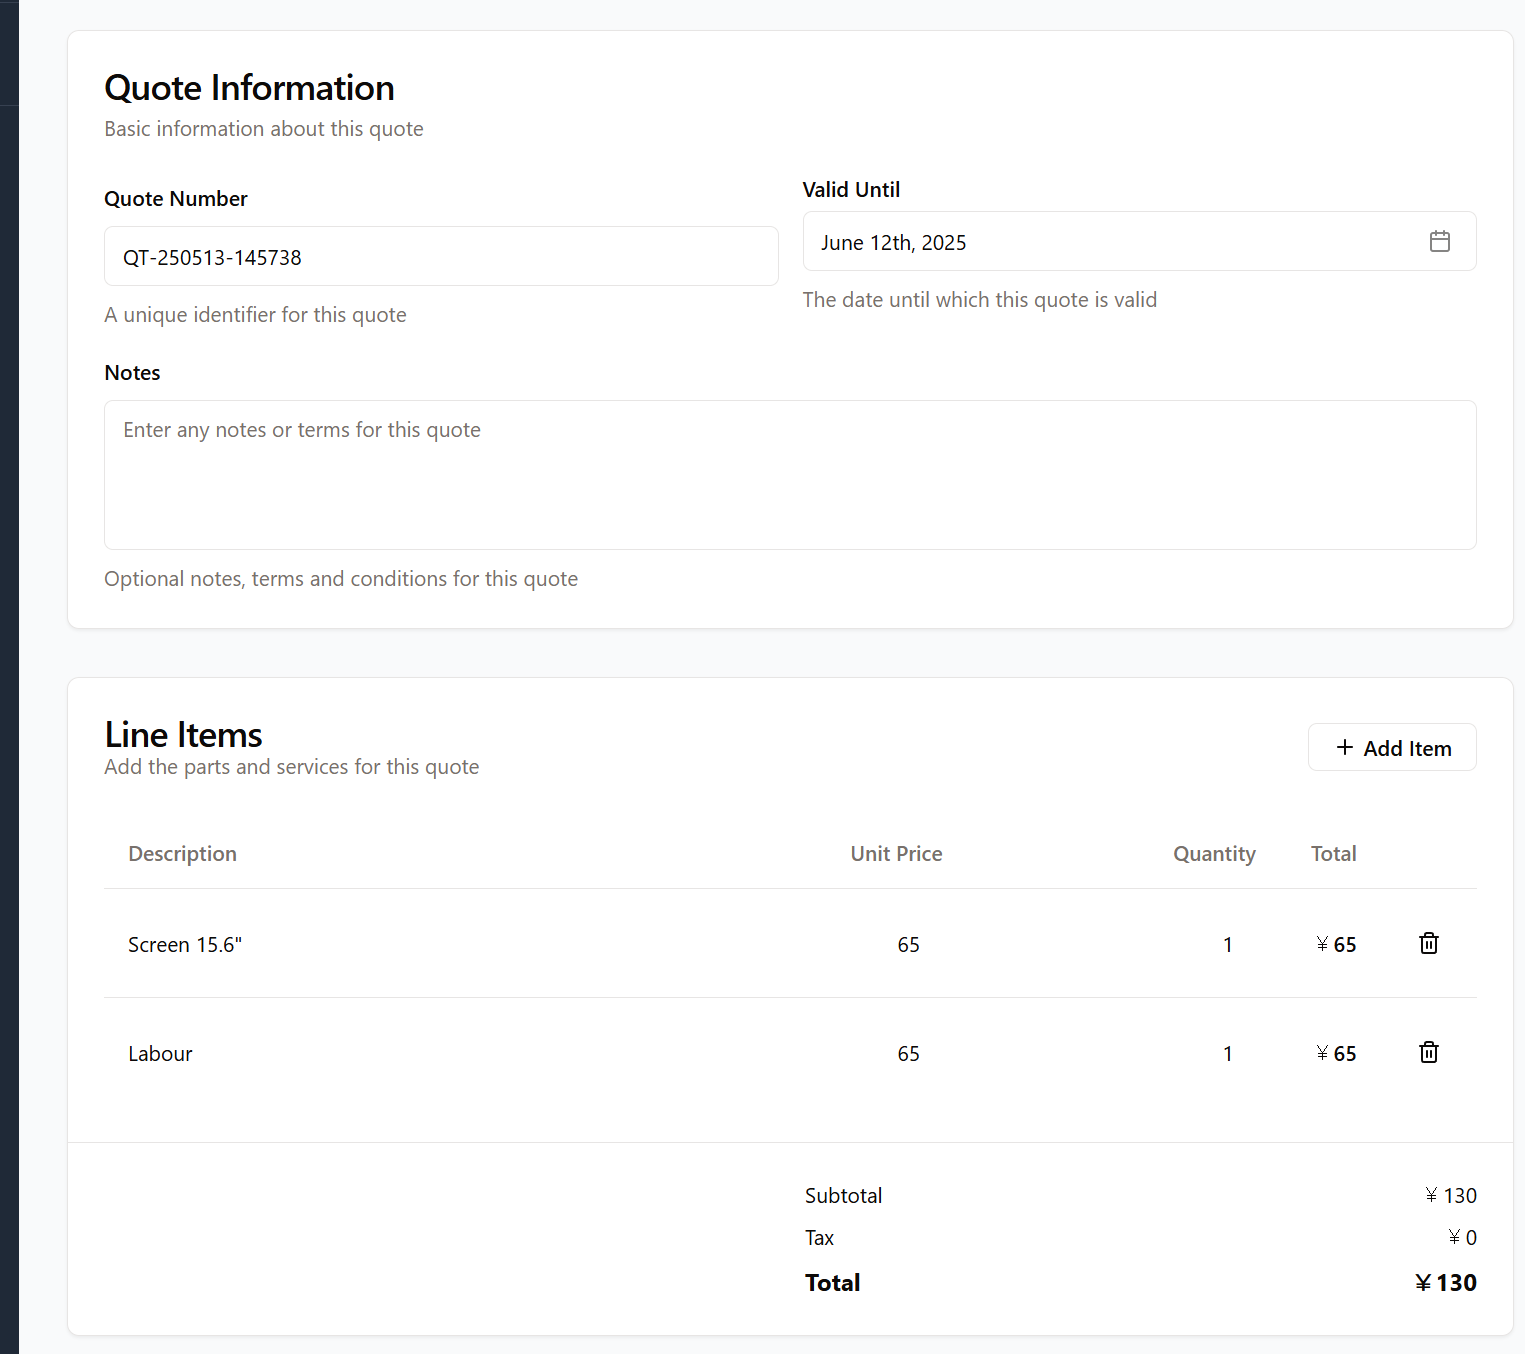 Quote Information
Basic information about this quote
Quote Number
QT-250513-145738
A unique identifier for this quote
Valid Until
June 12th, 2025
The date until which this quote is valid
Notes
Enter any notes or terms for this quote
Optional notes, terms and conditions for this quote
Line Items
Add the parts and services for this quote
+ Add Item
Description Unit Price Quantity Total
Screen 15.6" 65 1 ¥65
Labour 65 1 ¥65
Subtotal ¥130
Tax ¥0
Total ¥130